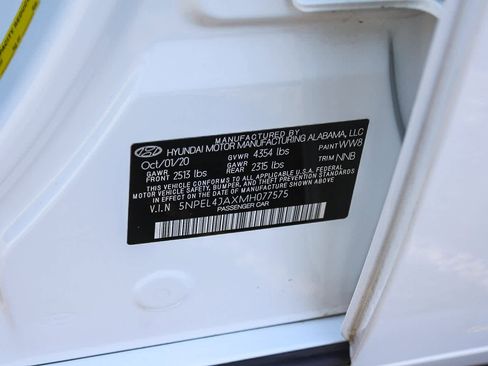 MANUFACTURED BY
HYUNDAI MOTOR MANUFACTURING ALABAMA, LLC
Oct/01/20 GVWR 4354 lbs PAINT WW8
GAWR FRONT 2513 lbs GAWR REAR 2315 lbs TRIM NNB
THIS VEHICLE CONFORMS TO ALL APPLICABLE U.S.A. FEDERAL
MOTOR VEHICLE SAFETY, BUMPER, AND THEFT PREVENTION STANDARDS
IN EFFECT ON THE DATE OF MANUFACTURE SHOWN ABOVE.
V.I.N 5NPEL4JAXMH077575
PASSENGER CAR